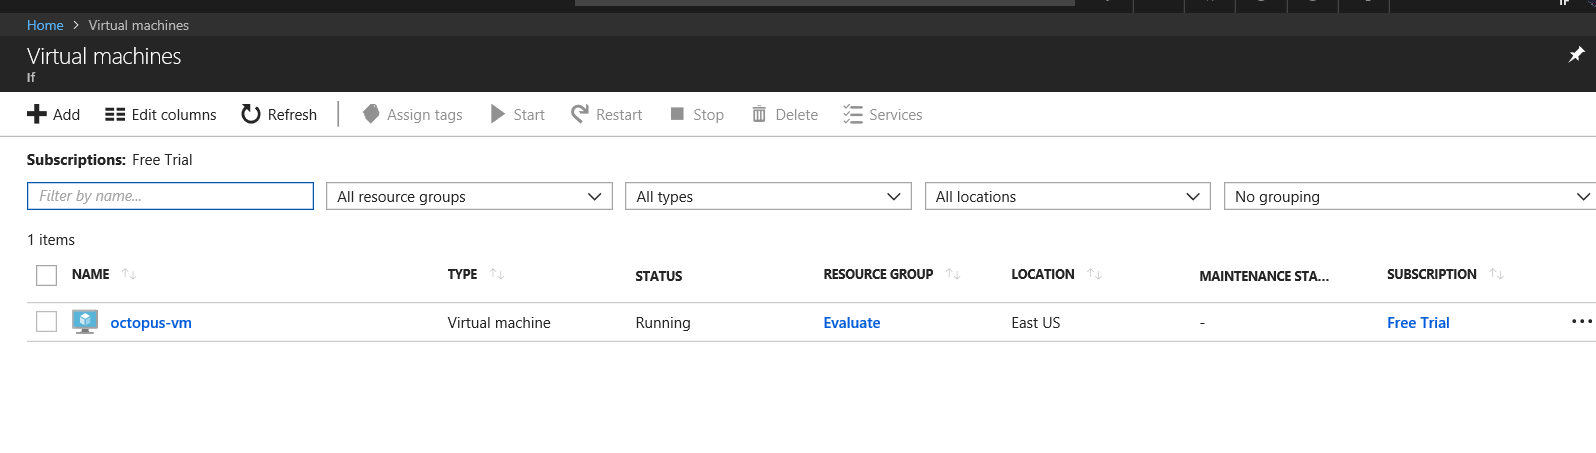 Home > Virtual machines
Virtual machines
If
Add Edit columns Refresh Assign tags Start Restart Stop Delete Services
Subscriptions: Free Trial
Filter by name... All resource groups All types All locations No grouping
1 items
NAME TYPE STATUS RESOURCE GROUP LOCATION MAINTENANCE STA... SUBSCRIPTION
octopus-vm Virtual machine Running Evaluate East US - Free Trial